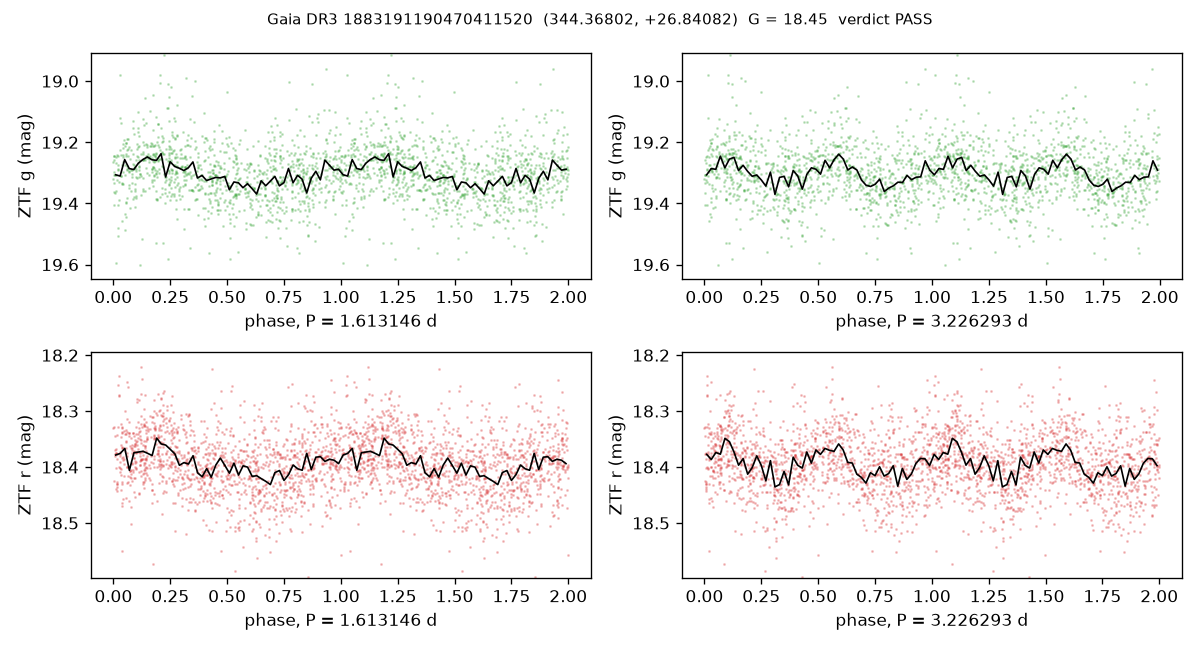 Gaia DR3 1883191190470411520  (344.36802, +26.84082)  G = 18.45  verdict PASS
ZTF g (mag)
19.0
19.2
19.4
19.6
0.00 0.25 0.50 0.75 1.00 1.25 1.50 1.75 2.00
phase, P = 1.613146 d
ZTF g (mag)
19.0
19.2
19.4
19.6
0.00 0.25 0.50 0.75 1.00 1.25 1.50 1.75 2.00
phase, P = 3.226293 d
ZTF r (mag)
18.2
18.3
18.4
18.5
0.00 0.25 0.50 0.75 1.00 1.25 1.50 1.75 2.00
phase, P = 1.613146 d
ZTF r (mag)
18.2
18.3
18.4
18.5
0.00 0.25 0.50 0.75 1.00 1.25 1.50 1.75 2.00
phase, P = 3.226293 d